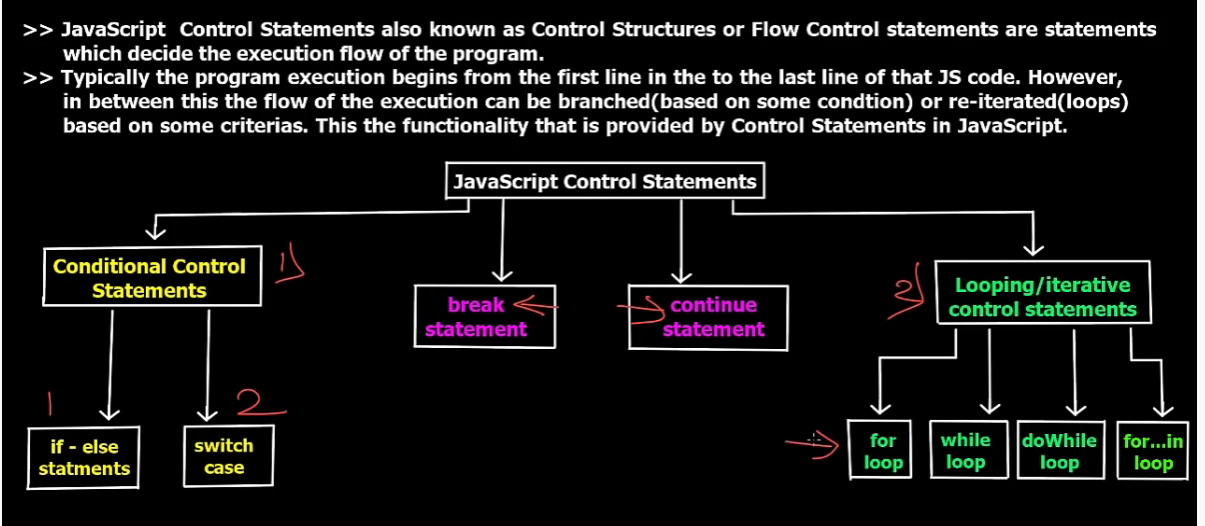 >> JavaScript Control Statements also known as Control Structures or Flow Control statements are statements
which decide the execution flow of the program.
>> Typically the program execution begins from the first line in the to the last line of that JS code. However,
in between this the flow of the execution can be branched(based on some condtion) or re-iterated(loops)
based on some criterias. This the functionality that is provided by Control Statements in JavaScript.
JavaScript Control Statements
Conditional Control
Statements
1)
break
statement
continue
statement
2)
Looping/iterative
control statements
1
2
if - else
statments
switch
case
for
loop
while
loop
doWhile
loop
for...in
loop